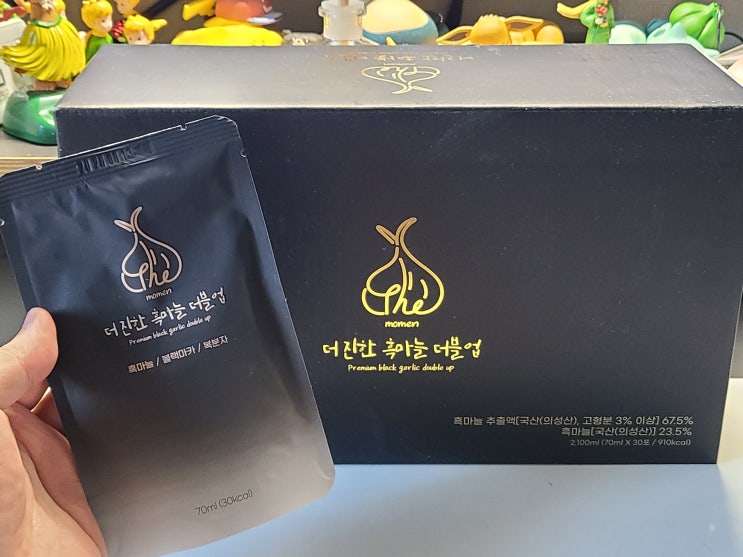 The
momen
더 진한 흑마늘 더블업
Premium black garlic double up
흑마늘 / 블랙마카 / 복분자
70ml (30kcal)
The
momen
더 진한 흑마늘 더블업
Premium black garlic double up
흑마늘 추출액[국산(의성산), 고형분 3% 이상] 67.5%
흑마늘[국산(의성산)] 23.5%
2,100ml (70ml X 30포 / 910kcal)